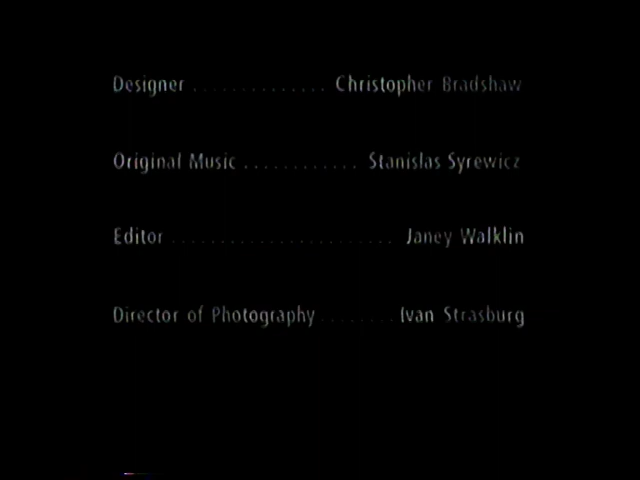 Designer .............. Christopher Bradshaw
Original Music ............ Stanislas Syrewicz
Editor ....................... Janey Walklin
Director of Photography ........ Ivan Strasburg